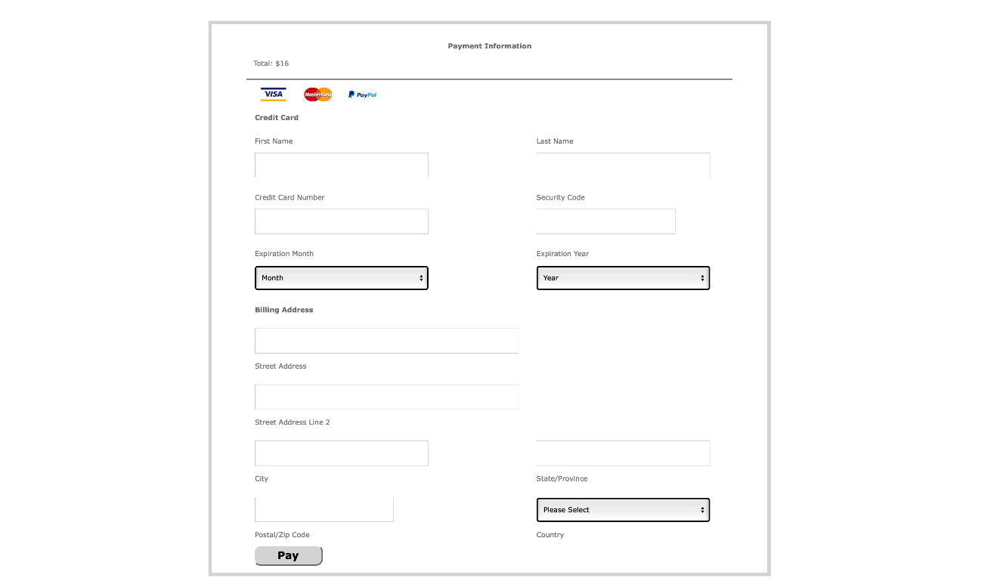 Payment Information
Total: $16
VISA MasterCard PayPal
Credit Card
First Name Last Name
Credit Card Number Security Code
Expiration Month Expiration Year
Month Year
Billing Address
Street Address
Street Address Line 2
City State/Province
Please Select
Postal/Zip Code Country
Pay